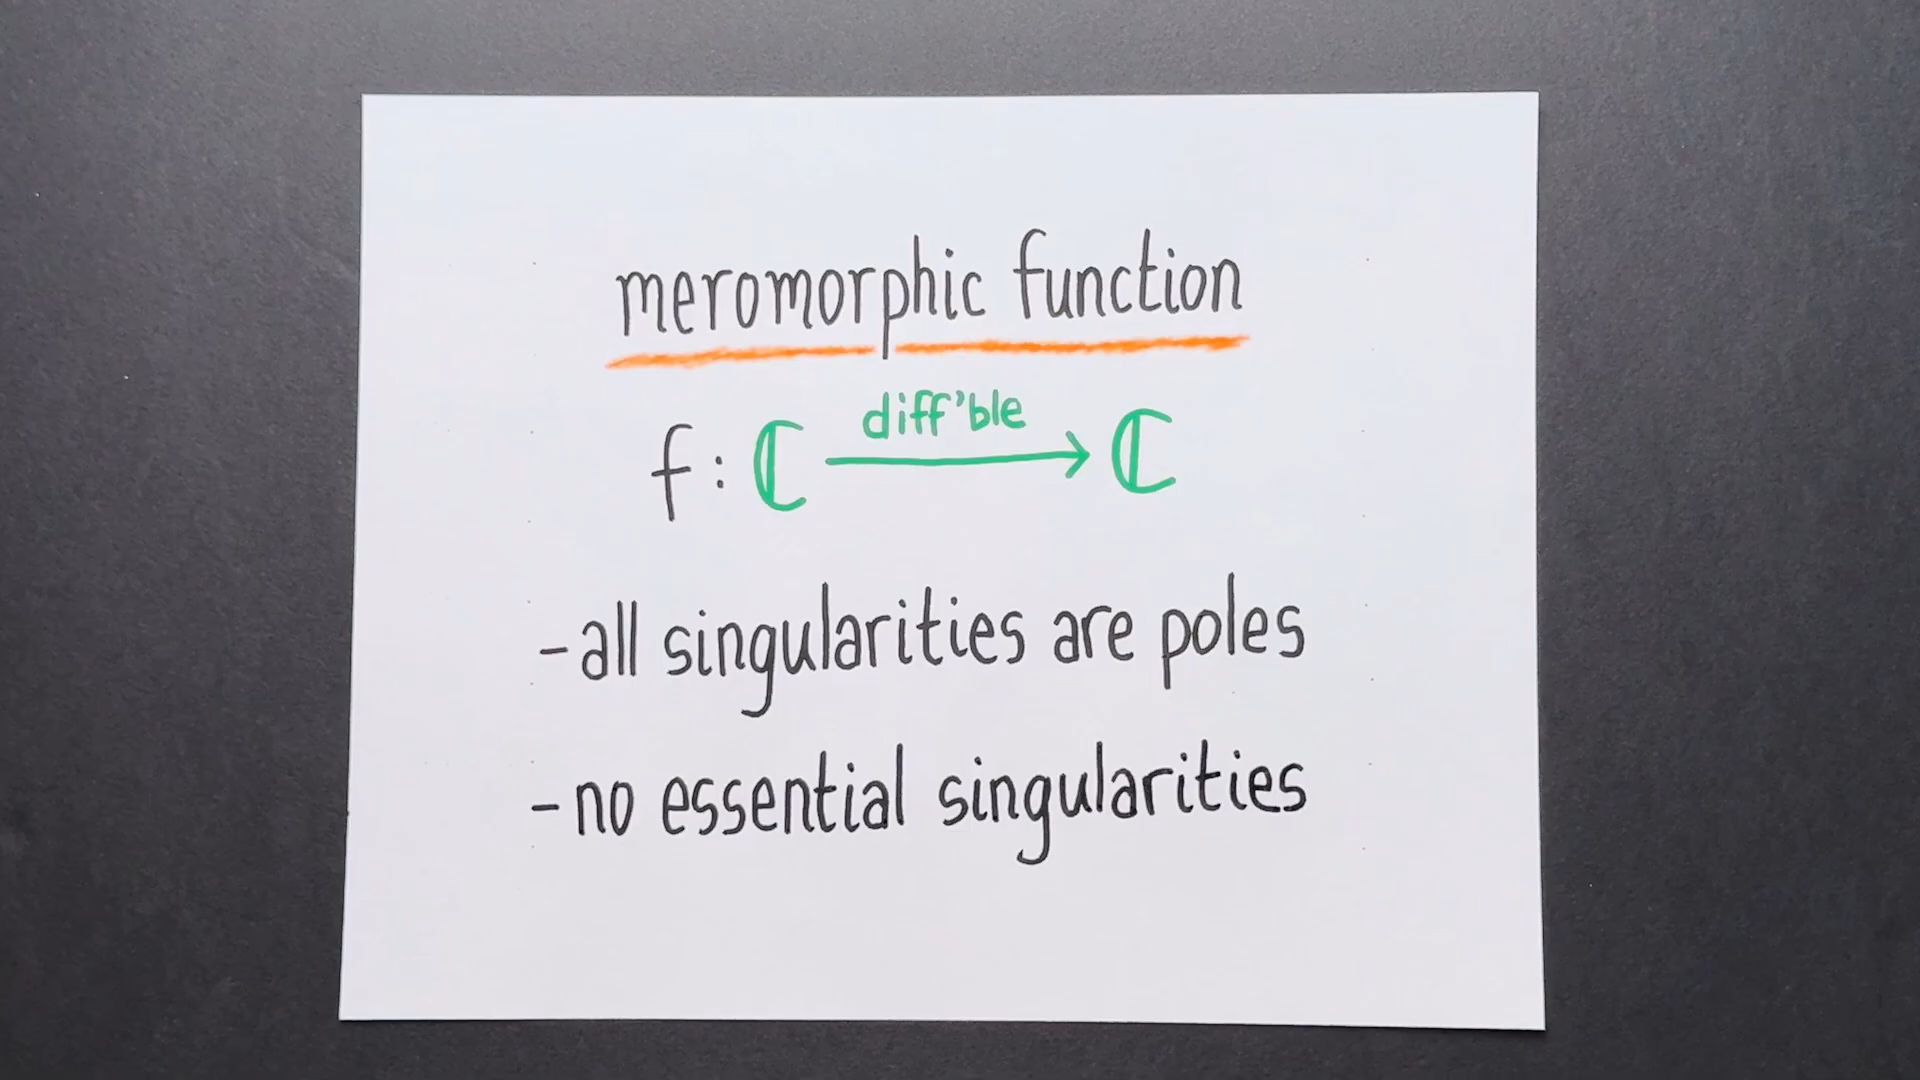 meromorphic function
f: ℂ diff'ble → ℂ
-all singularities are poles
-no essential singularities